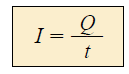 I = Q/t